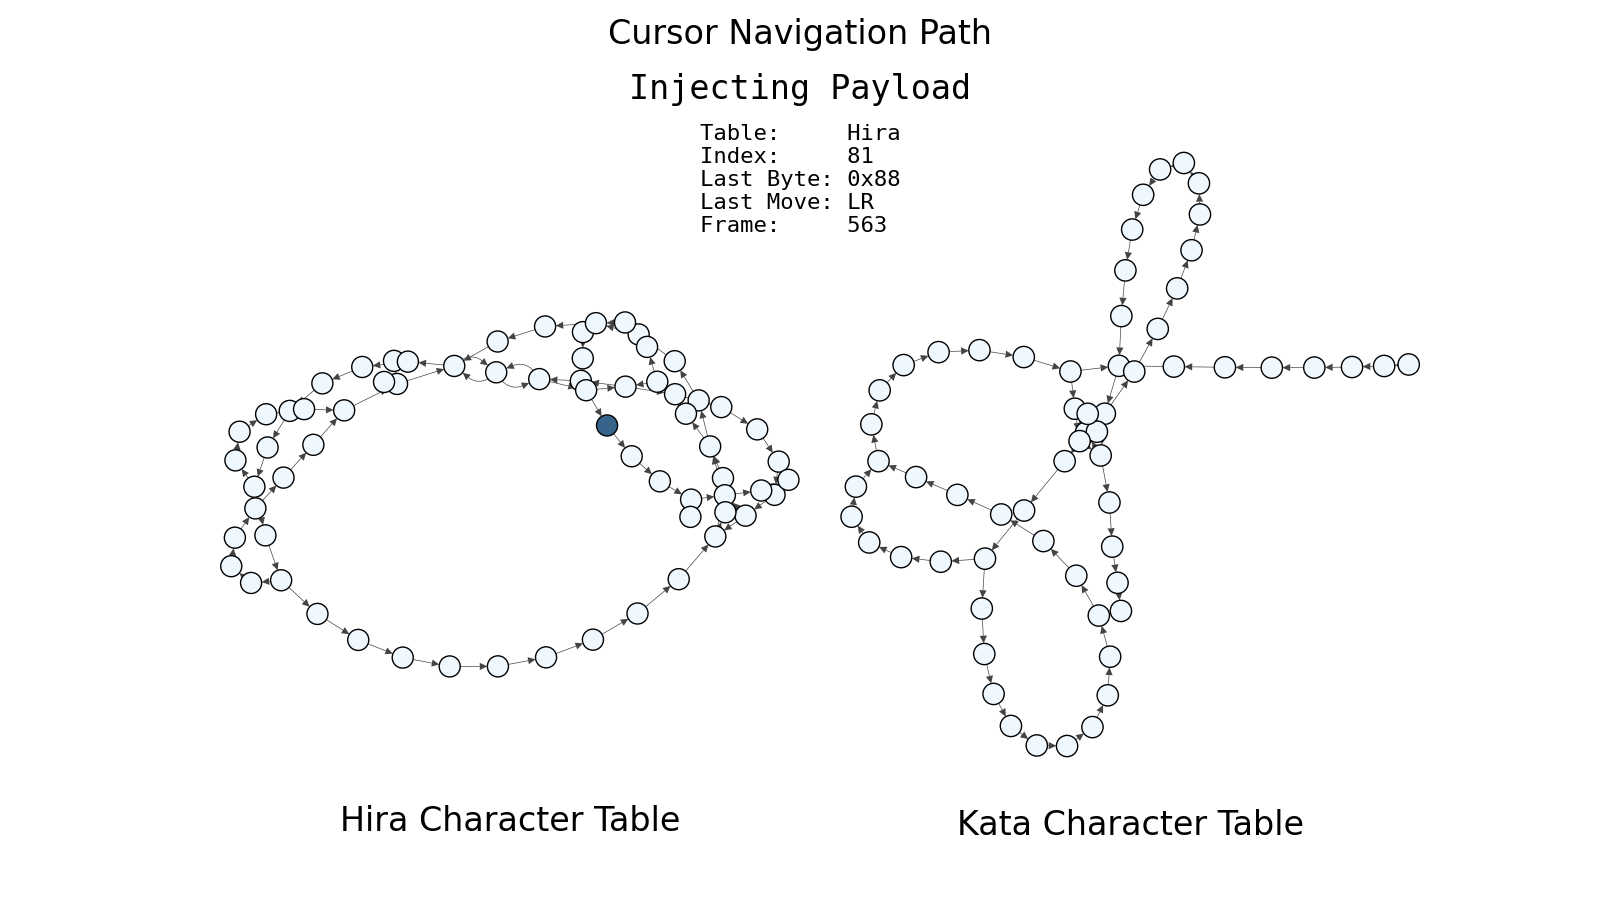 Cursor Navigation Path
Injecting Payload
Table: Hira
Index: 81
Last Byte: 0x88
Last Move: LR
Frame: 563
Hira Character Table
Kata Character Table